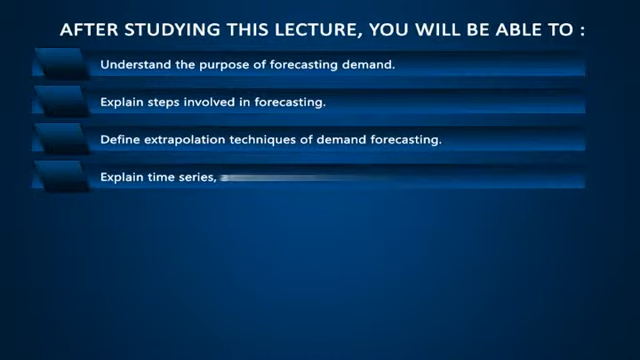 AFTER STUDYING THIS LECTURE, YOU WILL BE ABLE TO :
Understand the purpose of forecasting demand.
Explain steps involved in forecasting.
Define extrapolation techniques of demand forecasting.
Explain time series,